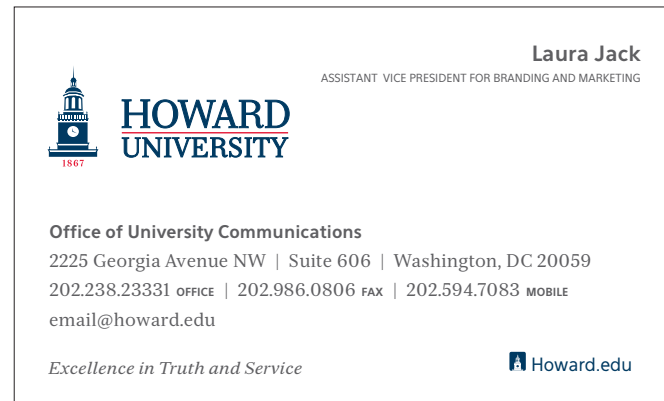 Laura Jack
ASSISTANT VICE PRESIDENT FOR BRANDING AND MARKETING
HOWARD
UNIVERSITY
1867
Office of University Communications
2225 Georgia Avenue NW | Suite 606 | Washington, DC 20059
202.238.23331 OFFICE | 202.986.0806 FAX | 202.594.7083 MOBILE
email@howard.edu
Excellence in Truth and Service
Howard.edu